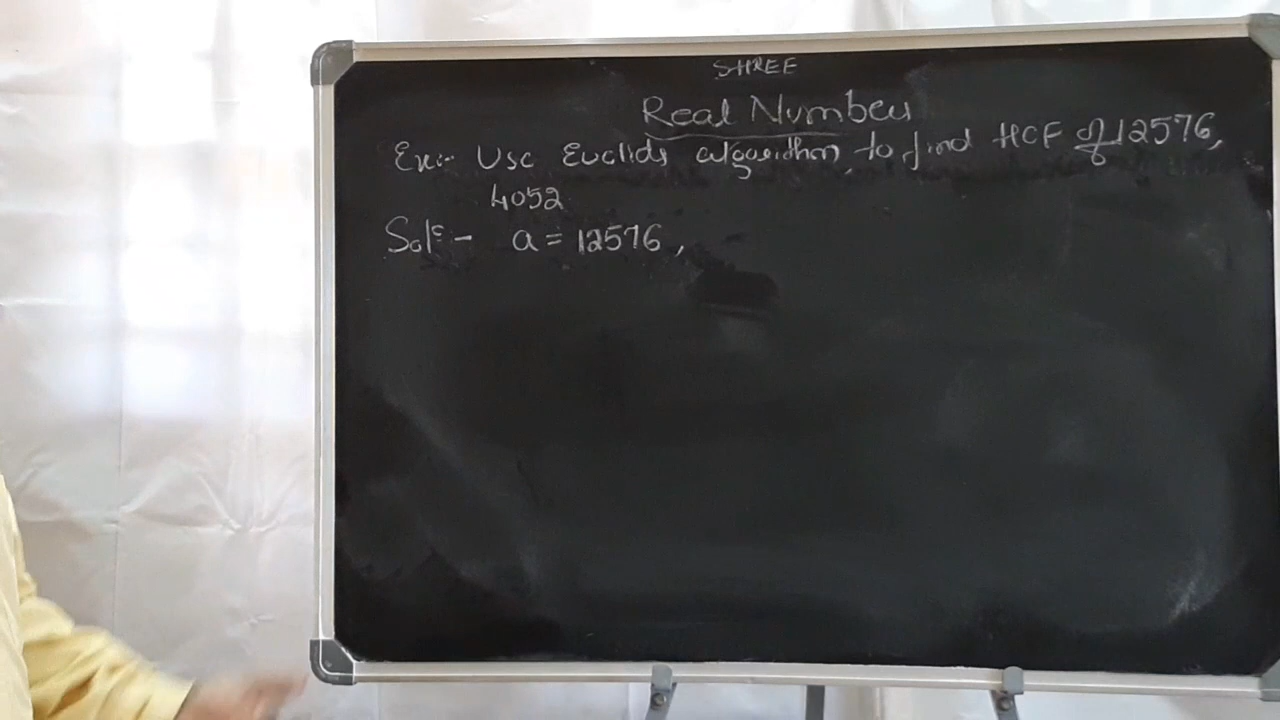 SHREE
Real Number
Ex:- Use Euclids algorithm to find HCF of 12576,
4052
Sol:- a = 12576,